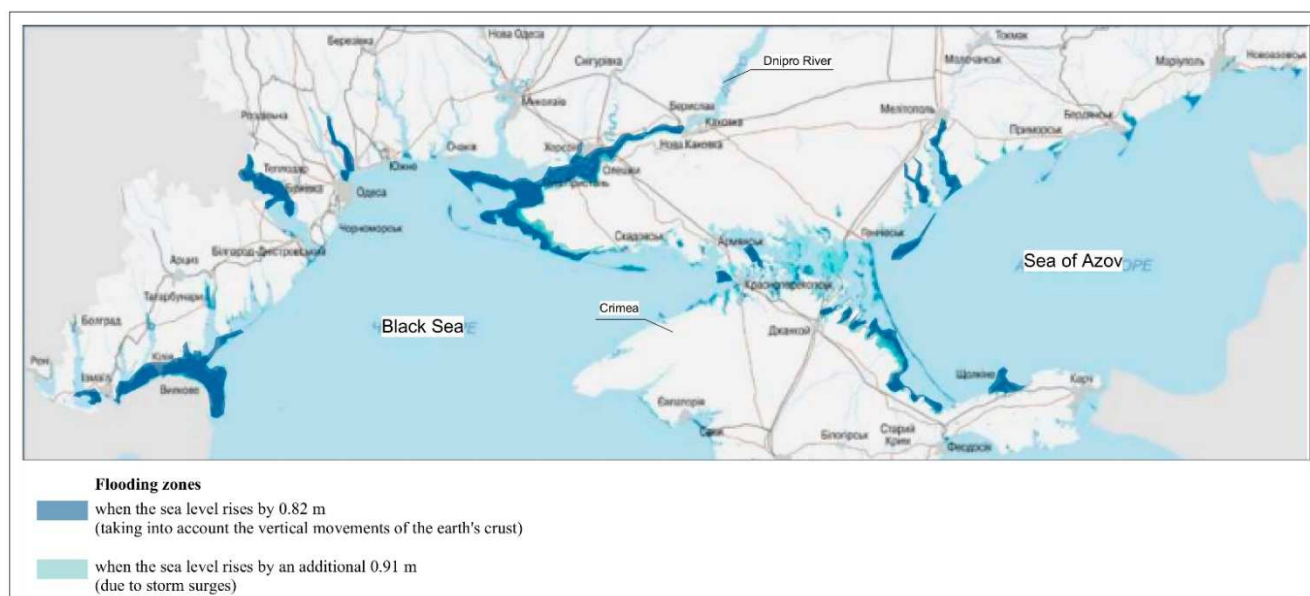 Березівка
Нова Одеса
Снігурівка
Dnipro River
Токмак
Молочанськ
Маріуполь
Новоазовськ
Миколаїв
Берислав
Каховка
Мелітополь
Роздільна
Бердянськ
Приморськ
Очаків
Херсон
Нова Каховка
Южне
Теплодар
Олешки
Одеса
Чорноморськ
Скадовськ
Армянськ
Генічеськ
Білгород-Дністровський
Sea of Azov
Арциз
Красноперекопськ
Татарбунари
Crimea
Болград
Black Sea
Джанкой
Рені
Кілія
Ізмаїл
Вилкове
Щолкіне
Керч
Євпаторія
Саки
Білогірськ
Старий
Крим
Феодосія
Flooding zones
when the sea level rises by 0.82 m
(taking into account the vertical movements of the earth's crust)
when the sea level rises by an additional 0.91 m
(due to storm surges)